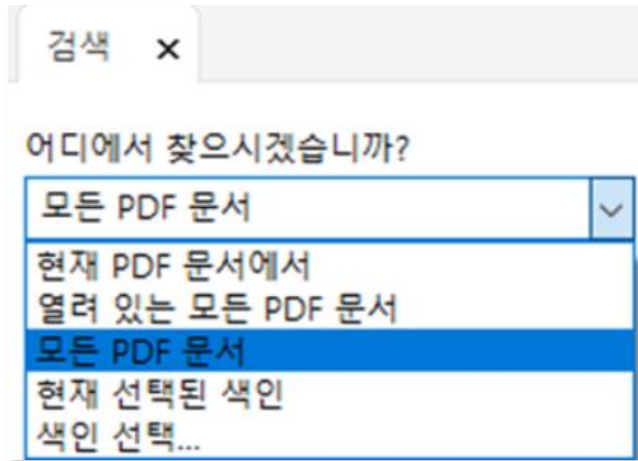 검색
어디에서 찾으시겠습니까?
모든 PDF 문서
현재 PDF 문서에서
열려 있는 모든 PDF 문서
모든 PDF 문서
현재 선택된 색인
색인 선택...